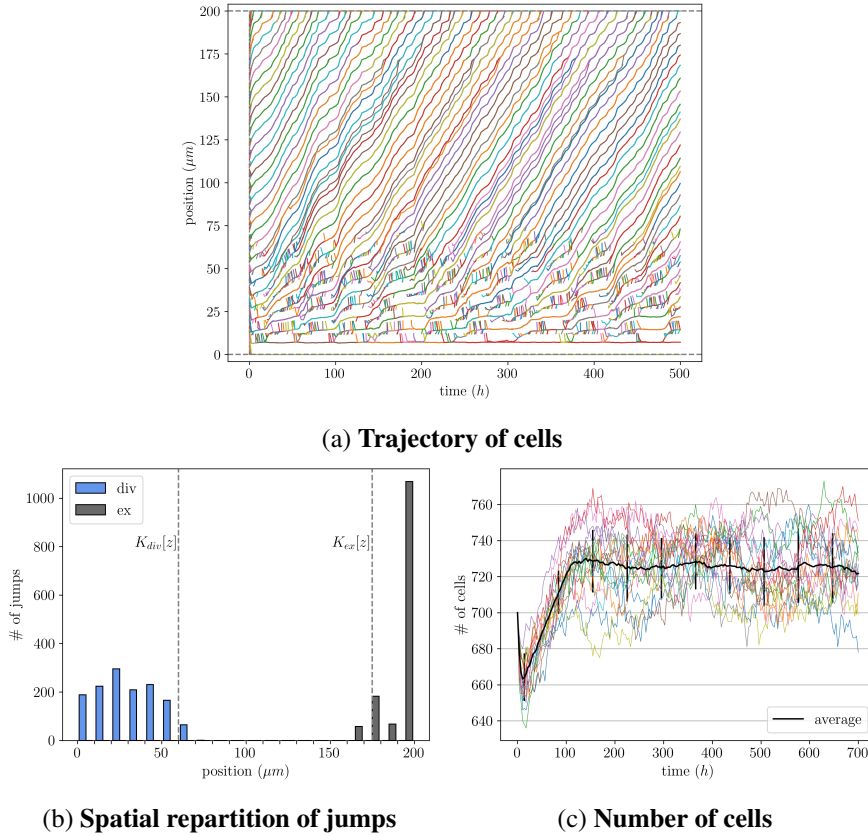 200
175
150
125
100
75
50
25
0
position (μm)
0 100 200 300 400 500
time (h)
(a) Trajectory of cells
1000
800
600
400
200
0
# of jumps
div
ex
K_div[z]
K_ex[z]
0 50 100 150 200
position (μm)
(b) Spatial repartition of jumps
760
740
720
700
680
660
640
# of cells
average
0 100 200 300 400 500 600 700
time (h)
(c) Number of cells